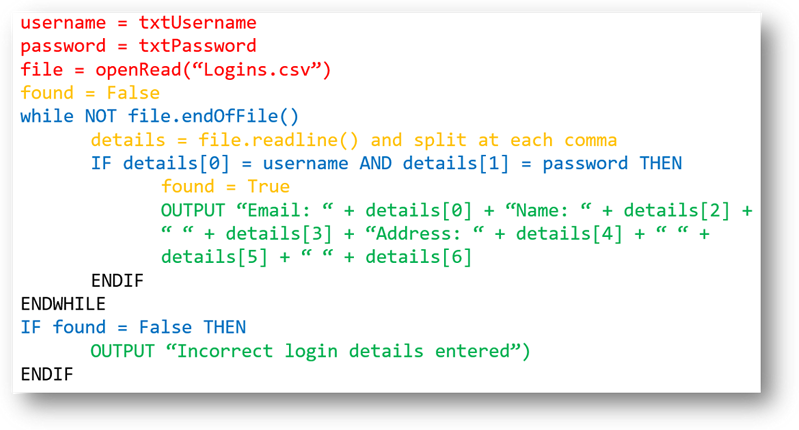 username = txtUsername
password = txtPassword
file = openRead(“Logins.csv”)
found = False
while NOT file.endOfFile()
details = file.readline() and split at each comma
IF details[0] = username AND details[1] = password THEN
found = True
OUTPUT “Email: “ + details[0] + “Name: “ + details[2] +
“ “ + details[3] + “Address: “ + details[4] + “ “ +
details[5] + “ “ + details[6]
ENDIF
ENDWHILE
IF found = False THEN
OUTPUT “Incorrect login details entered”)
ENDIF